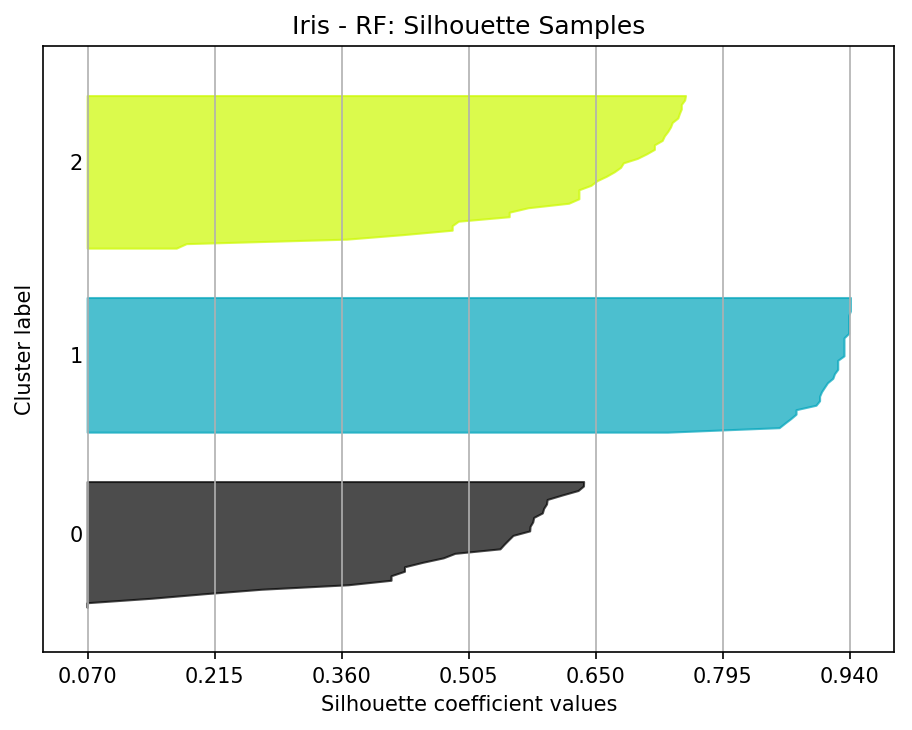 Iris - RF: Silhouette Samples
2
1
0
Cluster label
0.070 0.215 0.360 0.505 0.650 0.795 0.940
Silhouette coefficient values